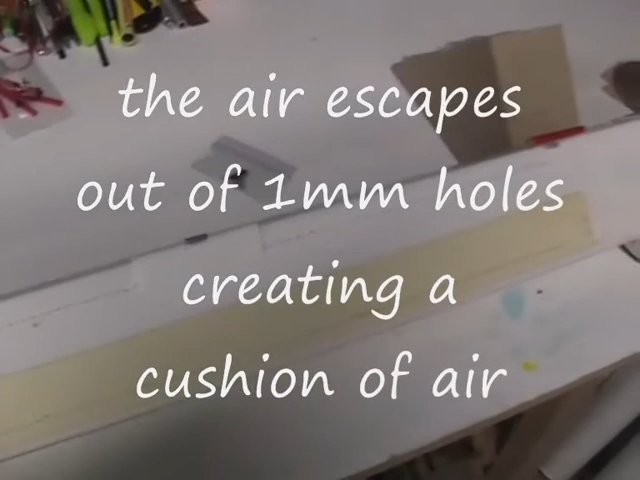 the air escapes
out of 1mm holes
creating a
cushion of air